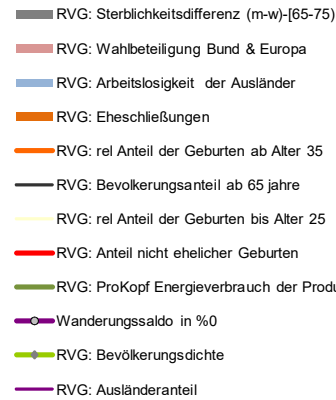 RVG: Sterblichkeitsdifferenz (m-w)-[65-75)
RVG: Wahlbeteiligung Bund & Europa
RVG: Arbeitslosigkeit der Ausländer
RVG: Eheschließungen
RVG: rel Anteil der Geburten ab Alter 35
RVG: Bevolkerungsanteil ab 65 jahre
RVG: rel Anteil der Geburten bis Alter 25
RVG: Anteil nicht ehelicher Geburten
RVG: ProKopf Energieverbrauch der Produ
Wanderungssaldo in %0
RVG: Bevölkerungsdichte
RVG: Ausländeranteil